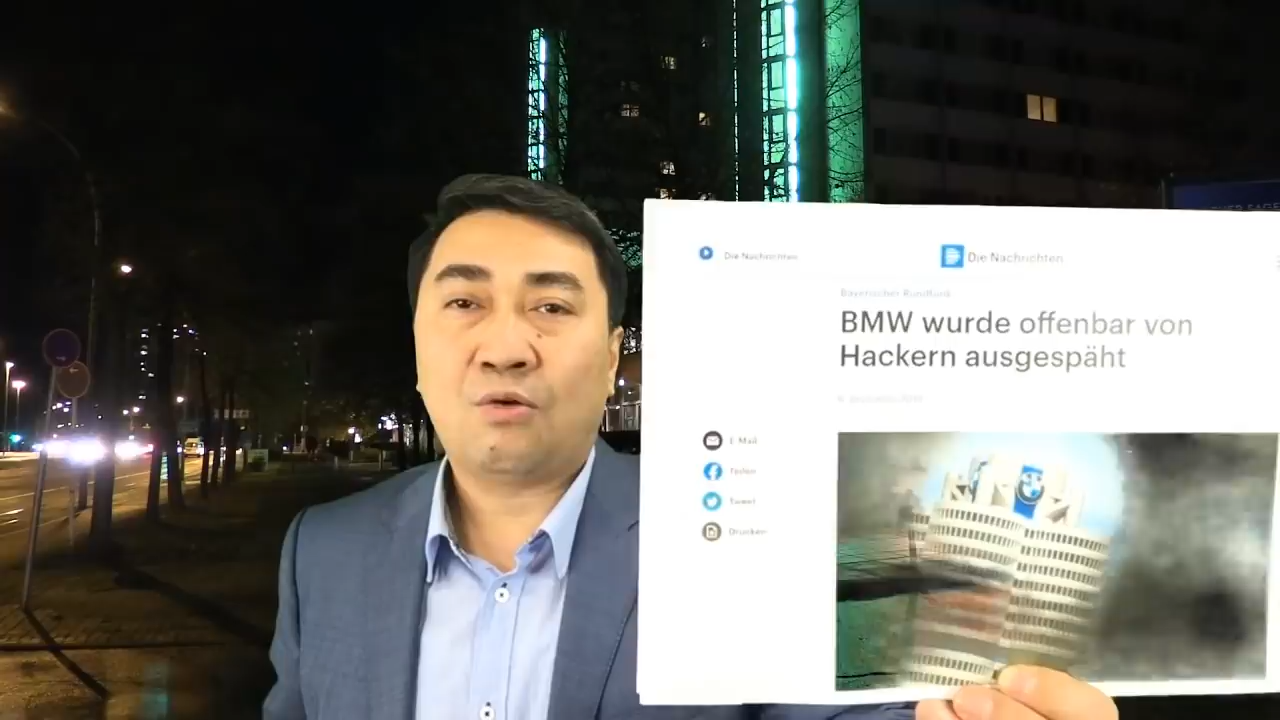 Die Nachrichten
Die Nachrichten
Bayerischer Rundfunk
BMW wurde offenbar von
Hackern ausgespäht
E-Mail
Teilen
Tweet
Drucken